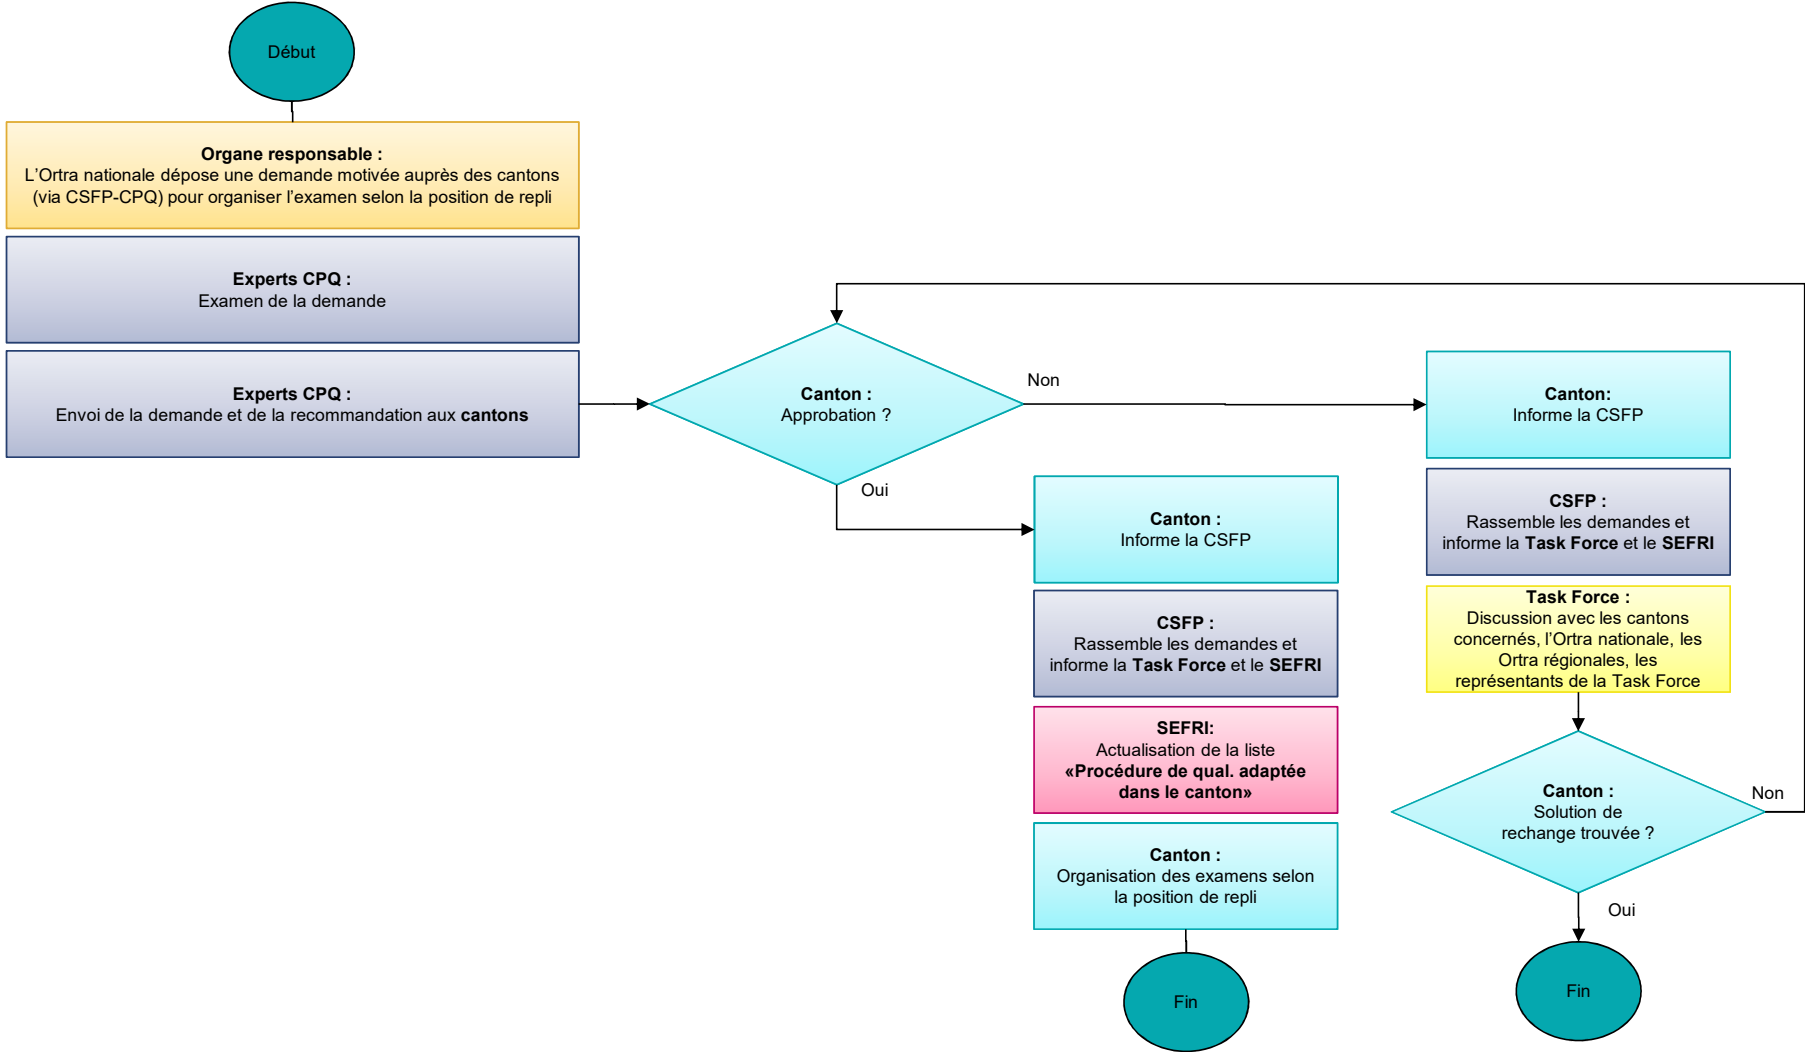 Début
Organe responsable :
L'Ortra nationale dépose une demande motivée auprès des cantons
(via CSFP-CPQ) pour organiser l'examen selon la position de repli
Experts CPQ :
Examen de la demande
Experts CPQ :
Envoi de la demande et de la recommandation aux cantons
Canton :
Approbation ?
Non
Oui
Canton :
Informe la CSFP
CSFP :
Rassemble les demandes et
informe la Task Force et le SEFRI
SEFRI:
Actualisation de la liste
«Procédure de qual. adaptée
dans le canton»
Canton :
Organisation des examens selon
la position de repli
Fin
Canton:
Informe la CSFP
CSFP :
Rassemble les demandes et
informe la Task Force et le SEFRI
Task Force :
Discussion avec les cantons
concernés, l'Ortra nationale, les
Ortra régionales, les
représentants de la Task Force
Canton :
Solution de
rechange trouvée ?
Non
Oui
Fin